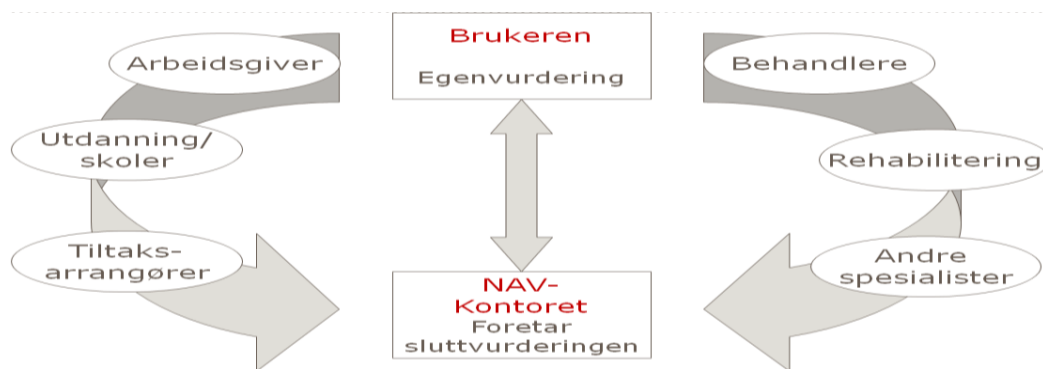 Brukeren
Egenvurdering
Arbeidsgiver
Utdanning/
skoler
Tiltaks-
arrangører
Behandlere
Rehabilitering
Andre
spesialister
NAV-
Kontoret
Foretar
sluttvurderingen